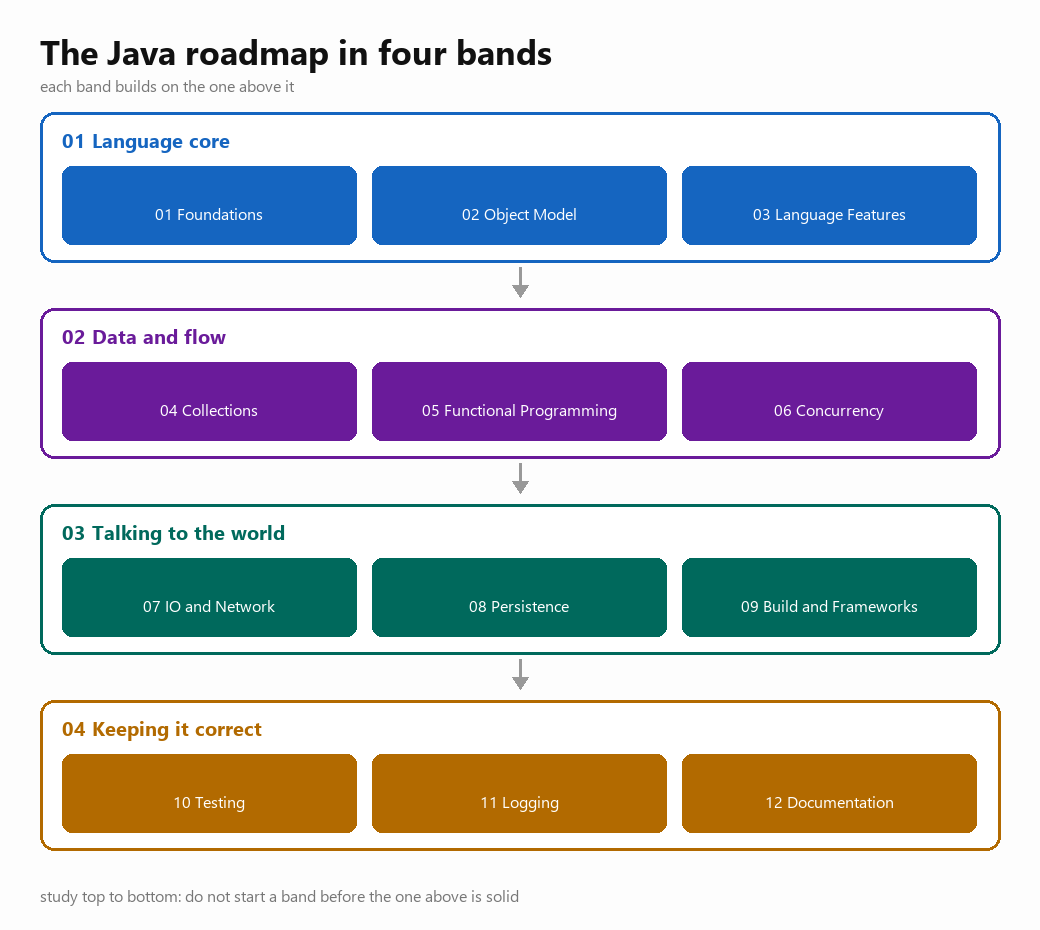 The Java roadmap in four bands
each band builds on the one above it
01 Language core
01 Foundations
02 Object Model
03 Language Features
02 Data and flow
04 Collections
05 Functional Programming
06 Concurrency
03 Talking to the world
07 IO and Network
08 Persistence
09 Build and Frameworks
04 Keeping it correct
10 Testing
11 Logging
12 Documentation
study top to bottom: do not start a band before the one above is solid